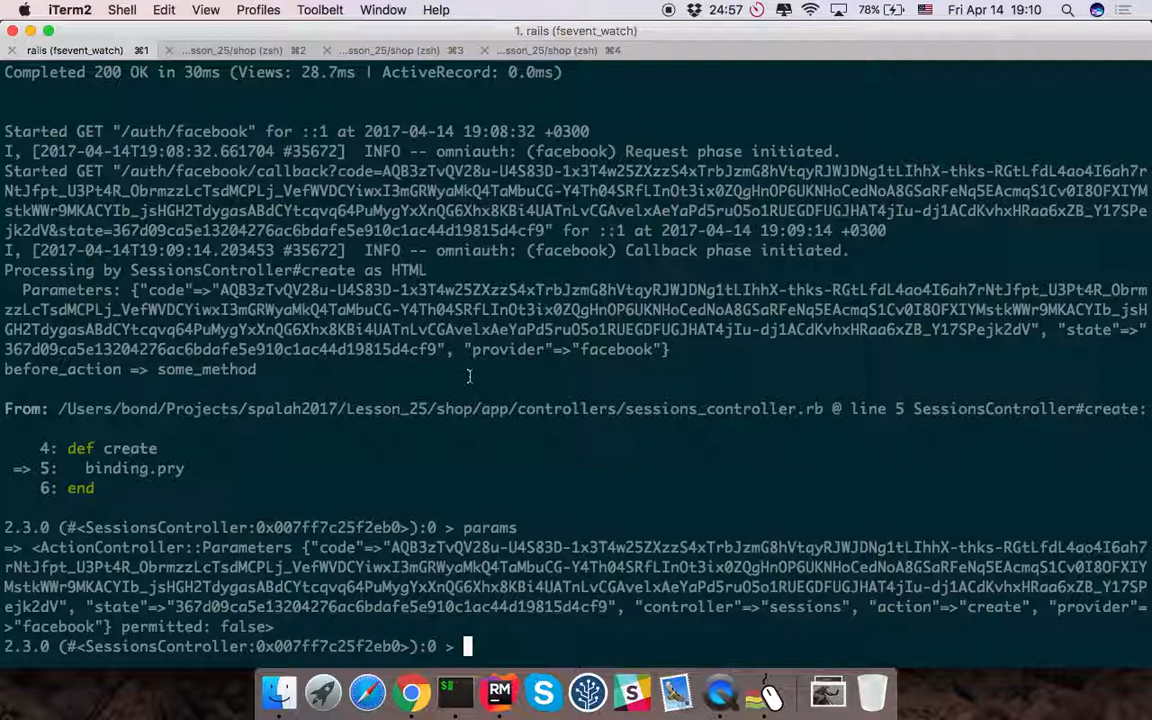 iTerm2 Shell Edit View Profiles Toolbelt Window Help 24:57 78% Fri Apr 14 19:10
1. rails (fsevent_watch)
rails (fsevent_watch) ⌘1 ...sson_25/shop (zsh) ⌘2 ...sson_25/shop (zsh) ⌘3 ...sson_25/shop (zsh) ⌘4
Completed 200 OK in 30ms (Views: 28.7ms | ActiveRecord: 0.0ms)
Started GET "/auth/facebook" for ::1 at 2017-04-14 19:08:32 +0300
I, [2017-04-14T19:08:32.661704 #35672]  INFO -- omniauth: (facebook) Request phase initiated.
Started GET "/auth/facebook/callback?code=AQB3zTvQV28u-U4S83D-1x3T4w25ZXzzS4xTrbJzmG8hVtqyRJWJDNg1tLIhhX-thks-RGtLfdL4ao4I6ah7r
NtJfpt_U3Pt4R_ObrmzzLcTsdMCPLj_VefWVDCYiwxI3mGRWyaMkQ4TaMbuCG-Y4Th04SRfLInOt3ix0ZQgHnOP6UKNHoCedNoA8GSaRFeNq5EAcmqS1Cv0I8OFXIYM
stkWWr9MKACYIb_jsHGH2TdygasABdCYtcqvq64PuMygYxXnQG6Xhx8KBi4UATnLvCGAvelxAeYaPd5ruO5o1RUEGDFUGJHAT4jIu-dj1ACdKvhxHRaa6xZB_Y17SPe
jk2dV&state=367d09ca5e13204276ac6bdafe5e910c1ac44d19815d4cf9" for ::1 at 2017-04-14 19:09:14 +0300
I, [2017-04-14T19:09:14.203453 #35672]  INFO -- omniauth: (facebook) Callback phase initiated.
Processing by SessionsController#create as HTML
Parameters: {"code"=>"AQB3zTvQV28u-U4S83D-1x3T4w25ZXzzS4xTrbJzmG8hVtqyRJWJDNg1tLIhhX-thks-RGtLfdL4ao4I6ah7rNtJfpt_U3Pt4R_Obrm
zzLcTsdMCPLj_VefWVDCYiwxI3mGRWyaMkQ4TaMbuCG-Y4Th04SRfLInOt3ix0ZQgHnOP6UKNHoCedNoA8GSaRFeNq5EAcmqS1Cv0I8OFXIYMstkWWr9MKACYIb_jsH
GH2TdygasABdCYtcqvq64PuMygYxXnQG6Xhx8KBi4UATnLvCGAvelxAeYaPd5ruO5o1RUEGDFUGJHAT4jIu-dj1ACdKvhxHRaa6xZB_Y17SPejk2dV", "state"=>"
367d09ca5e13204276ac6bdafe5e910c1ac44d19815d4cf9", "provider"=>"facebook"}
before_action => some_method
From: /Users/bond/Projects/spalah2017/Lesson_25/shop/app/controllers/sessions_controller.rb @ line 5 SessionsController#create:
4: def create
=> 5:   binding.pry
6: end
2.3.0 (#<SessionsController:0x007ff7c25f2eb0>):0 > params
=> <ActionController::Parameters {"code"=>"AQB3zTvQV28u-U4S83D-1x3T4w25ZXzzS4xTrbJzmG8hVtqyRJWJDNg1tLIhhX-thks-RGtLfdL4ao4I6ah7
rNtJfpt_U3Pt4R_ObrmzzLcTsdMCPLj_VefWVDCYiwxI3mGRWyaMkQ4TaMbuCG-Y4Th04SRfLInOt3ix0ZQgHnOP6UKNHoCedNoA8GSaRFeNq5EAcmqS1Cv0I8OFXIY
MstkWWr9MKACYIb_jsHGH2TdygasABdCYtcqvq64PuMygYxXnQG6Xhx8KBi4UATnLvCGAvelxAeYaPd5ruO5o1RUEGDFUGJHAT4jIu-dj1ACdKvhxHRaa6xZB_Y17SP
ejk2dV", "state"=>"367d09ca5e13204276ac6bdafe5e910c1ac44d19815d4cf9", "controller"=>"sessions", "action"=>"create", "provider"=
>"facebook"} permitted: false>
2.3.0 (#<SessionsController:0x007ff7c25f2eb0>):0 >